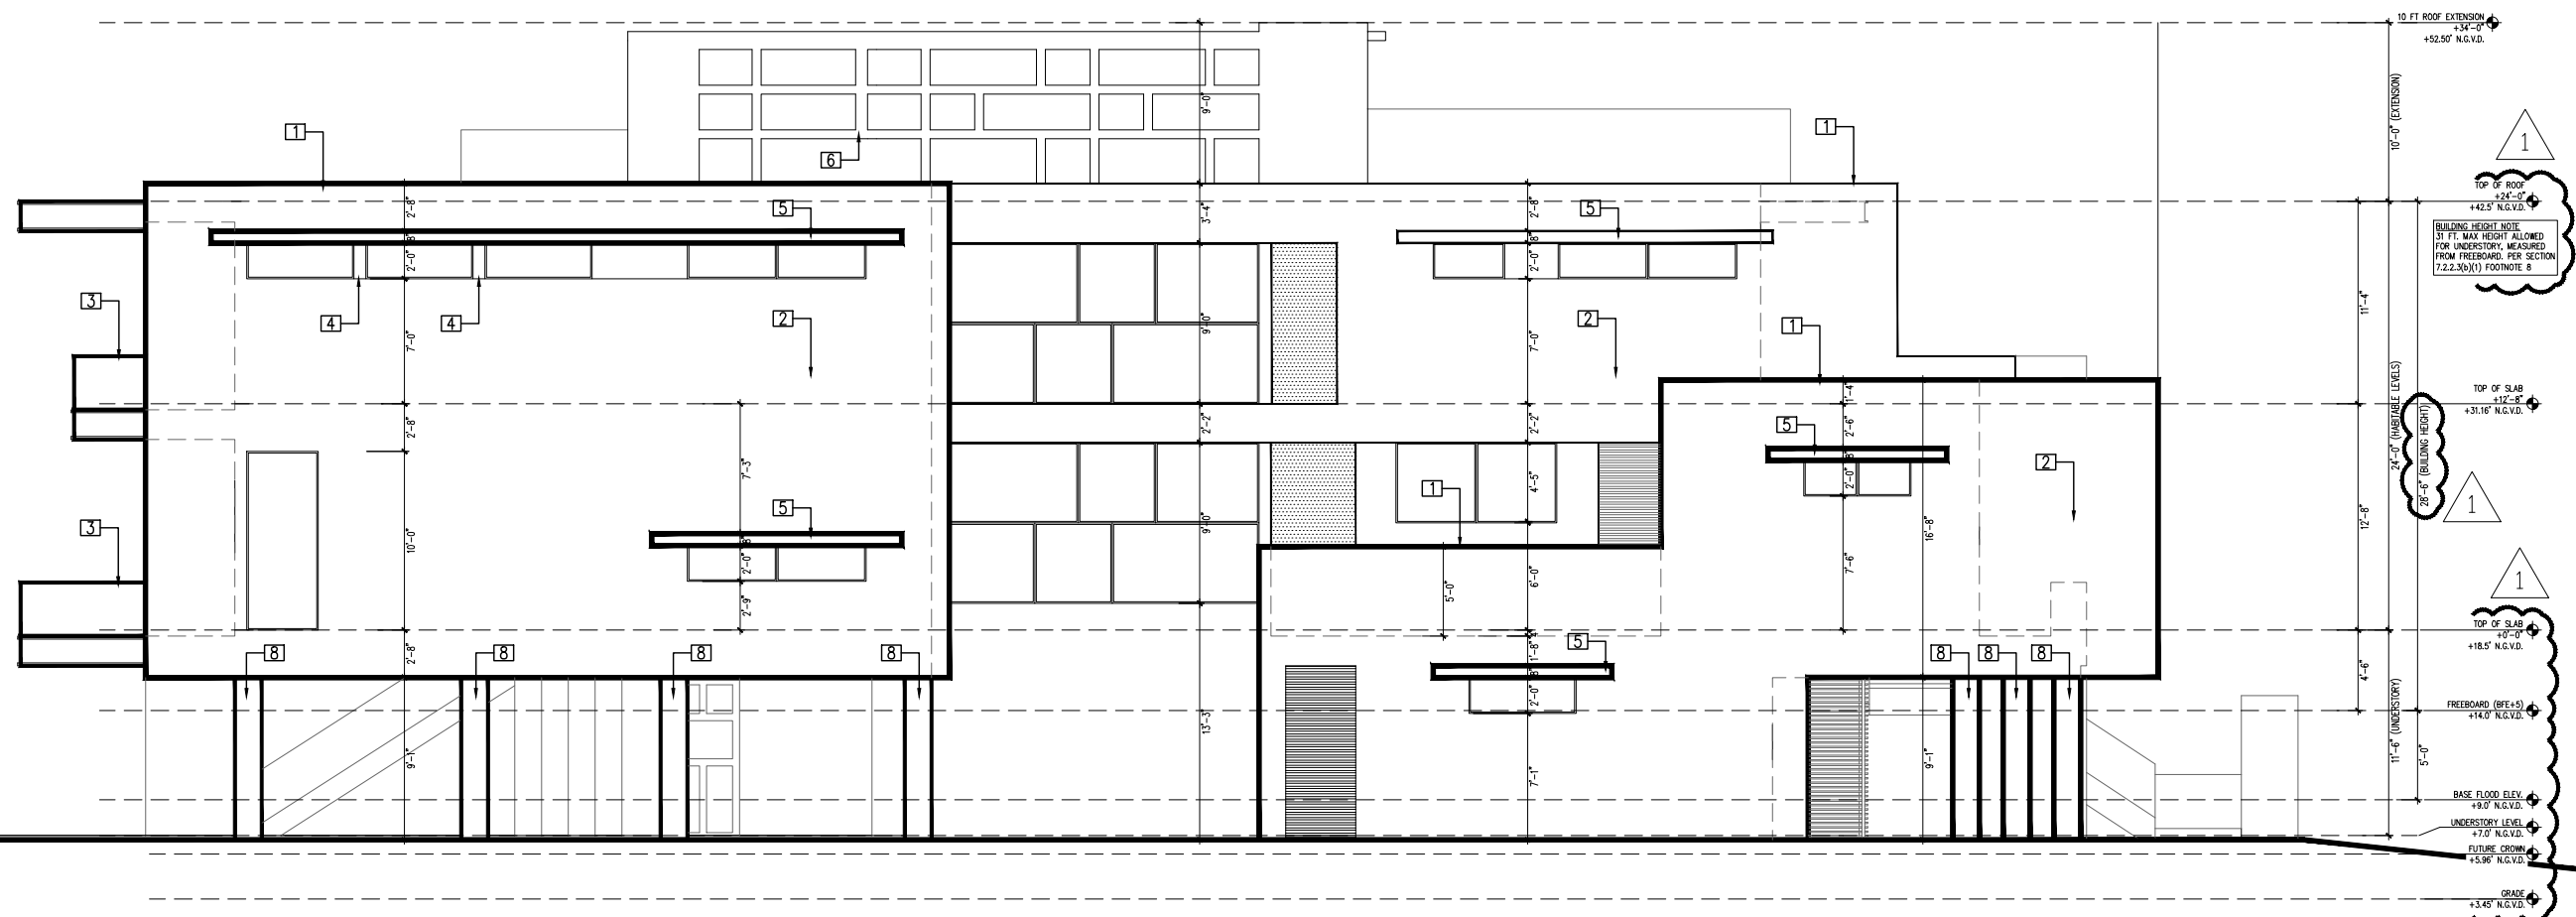 10 FT ROOF EXTENSION
+34'-0"
+52.50' N.G.V.D.
9'-0"
10'-0" (EXTENSION)
1
1
1
6
TOP OF ROOF
+24'-0"
+42.5' N.G.V.D.
BUILDING HEIGHT NOTE
31 FT. MAX HEIGHT ALLOWED
FOR UNDERSTORY, MEASURED
FROM FREEBOARD. PER SECTION
7.2.2.3(b)(1) FOOTNOTE 8
2'-8"
5
3'-4"
2'-8"
5
8"
2'-0"
8"
2'-0"
3
4
4
2
2
1
7'-0"
9'-0"
7'-0"
11'-4"
TOP OF SLAB
+12'-8"
+31.16' N.G.V.D.
1'-4"
2'-8"
2'-2"
2'-2"
2'-6"
5
24'-0" (HABITABLE LEVELS)
28'-6" (BUILDING HEIGHT)
7'-3"
4'-5"
8"
2'-0"
2
1
1
3
5
10'-0"
8"
2'-0"
9'-0"
16'-8"
12'-8"
7'-6"
1
2'-9"
5'-0"
6'-0"
TOP OF SLAB
+0'-0"
+18.5' N.G.V.D.
2'-8"
8
8
8
8
1'-8"
5
8"
2'-0"
8
8
8
4'-6"
FREEBOARD (BFE+5)
+14.0' N.G.V.D.
9'-1"
13'-3"
7'-1"
9'-1"
11'-6" (UNDERSTORY)
5'-0"
BASE FLOOD ELEV.
+9.0' N.G.V.D.
UNDERSTORY LEVEL
+7.0' N.G.V.D.
FUTURE CROWN
+5.96' N.G.V.D.
GRADE
+3.45' N.G.V.D.